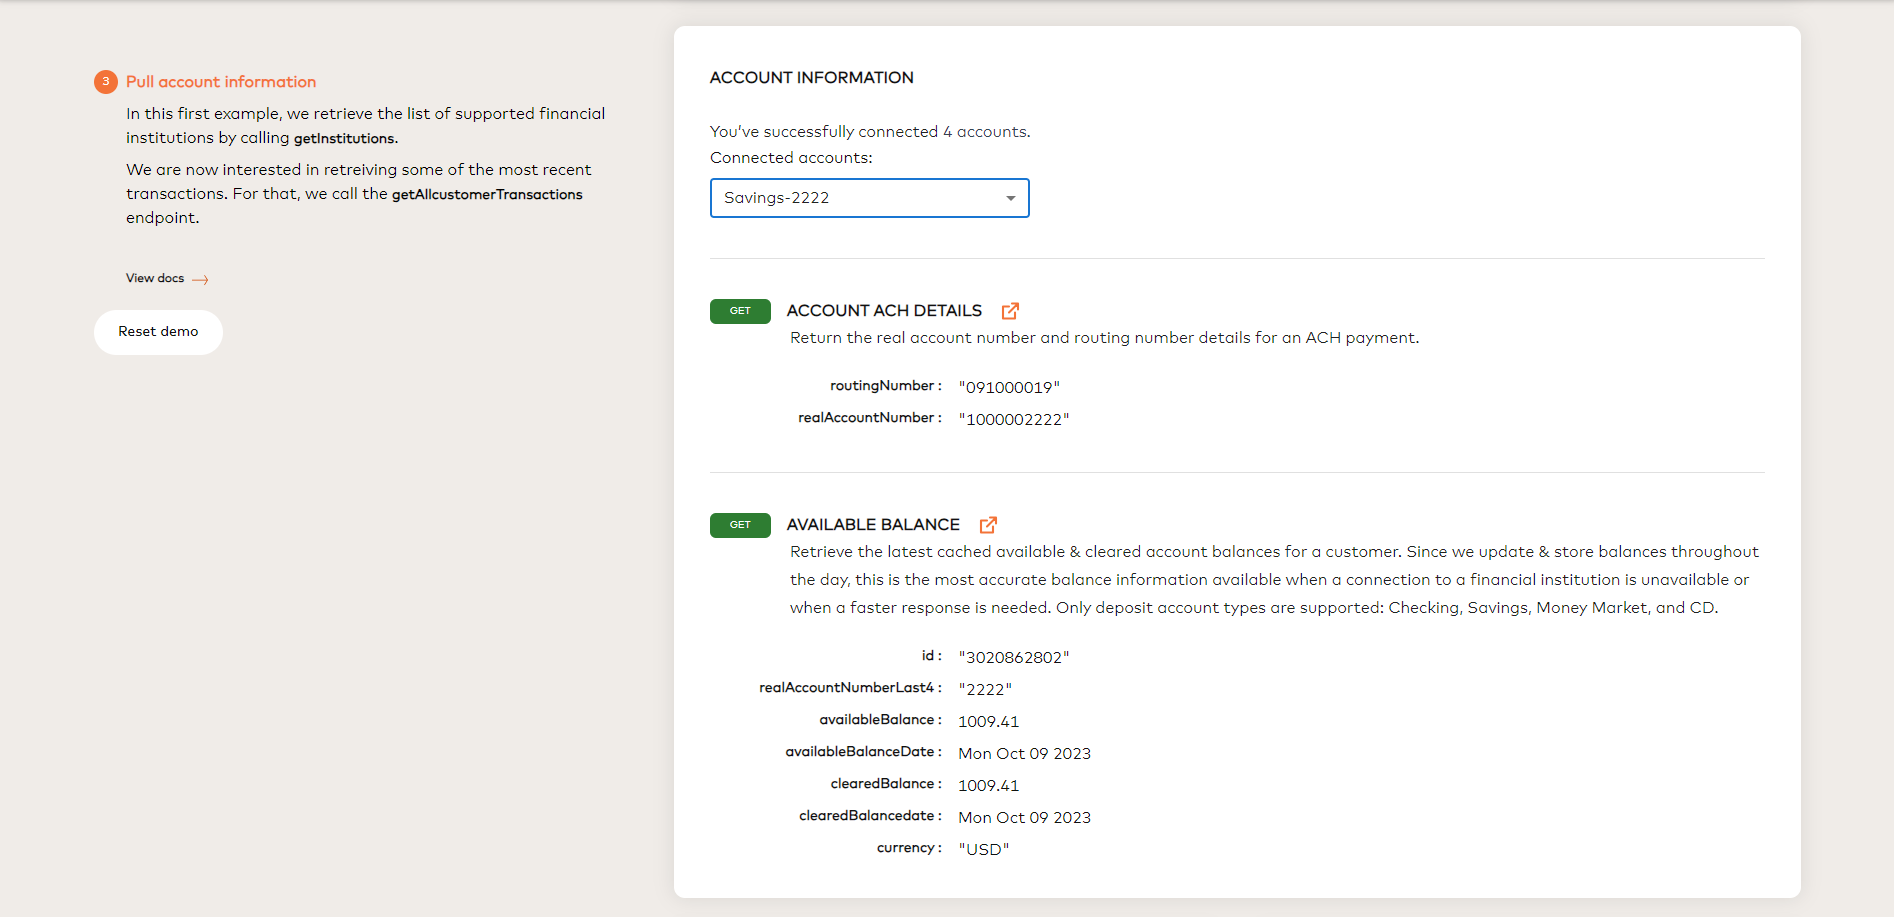 3 Pull account information
In this first example, we retrieve the list of supported financial
institutions by calling getInstitutions.
We are now interested in retreiving some of the most recent
transactions. For that, we call the getAllcustomerTransactions
endpoint.
View docs →
Reset demo
ACCOUNT INFORMATION
You've successfully connected 4 accounts.
Connected accounts:
Savings-2222
GET ACCOUNT ACH DETAILS
Return the real account number and routing number details for an ACH payment.
routingNumber : "091000019"
realAccountNumber : "1000002222"
GET AVAILABLE BALANCE
Retrieve the latest cached available & cleared account balances for a customer. Since we update & store balances throughout
the day, this is the most accurate balance information available when a connection to a financial institution is unavailable or
when a faster response is needed. Only deposit account types are supported: Checking, Savings, Money Market, and CD.
id : "3020862802"
realAccountNumberLast4 : "2222"
availableBalance : 1009.41
availableBalanceDate : Mon Oct 09 2023
clearedBalance : 1009.41
clearedBalancedate : Mon Oct 09 2023
currency : "USD"